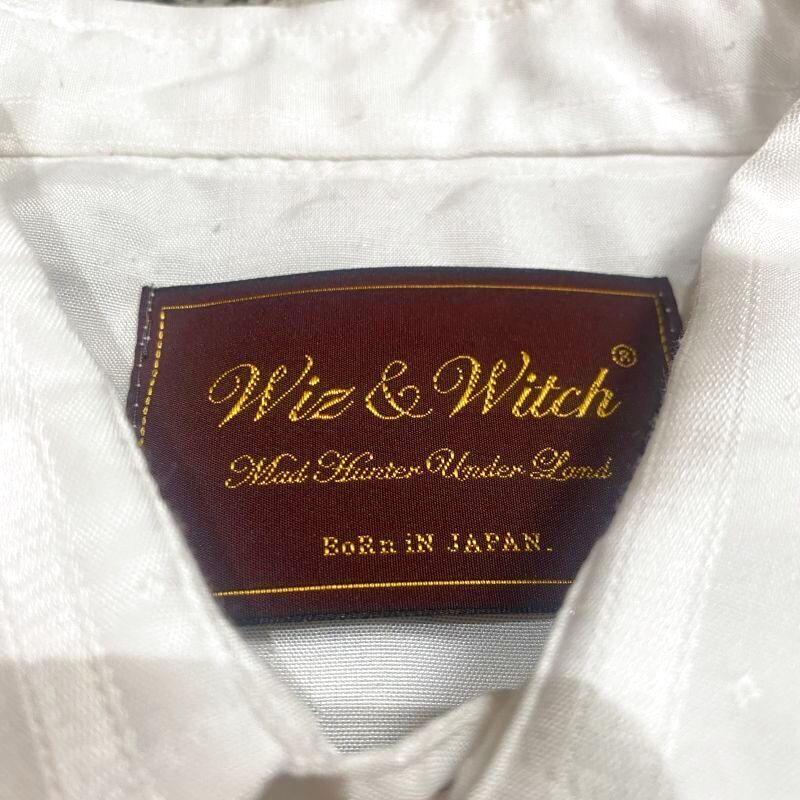 Wiz & Witch®
Mad Hunter Under Land
BoRn iN JAPAN.